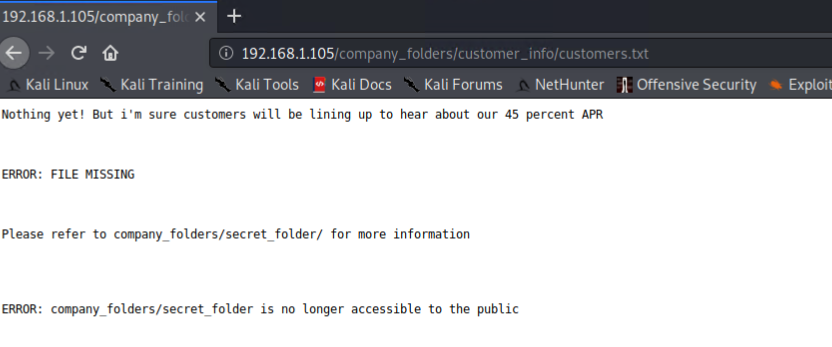 192.168.1.105/company_fol
192.168.1.105/company_folders/customer_info/customers.txt
Kali Linux Kali Training Kali Tools Kali Docs Kali Forums NetHunter Offensive Security Exploit
Nothing yet! But i'm sure customers will be lining up to hear about our 45 percent APR
ERROR: FILE MISSING
Please refer to company_folders/secret_folder/ for more information
ERROR: company_folders/secret_folder is no longer accessible to the public